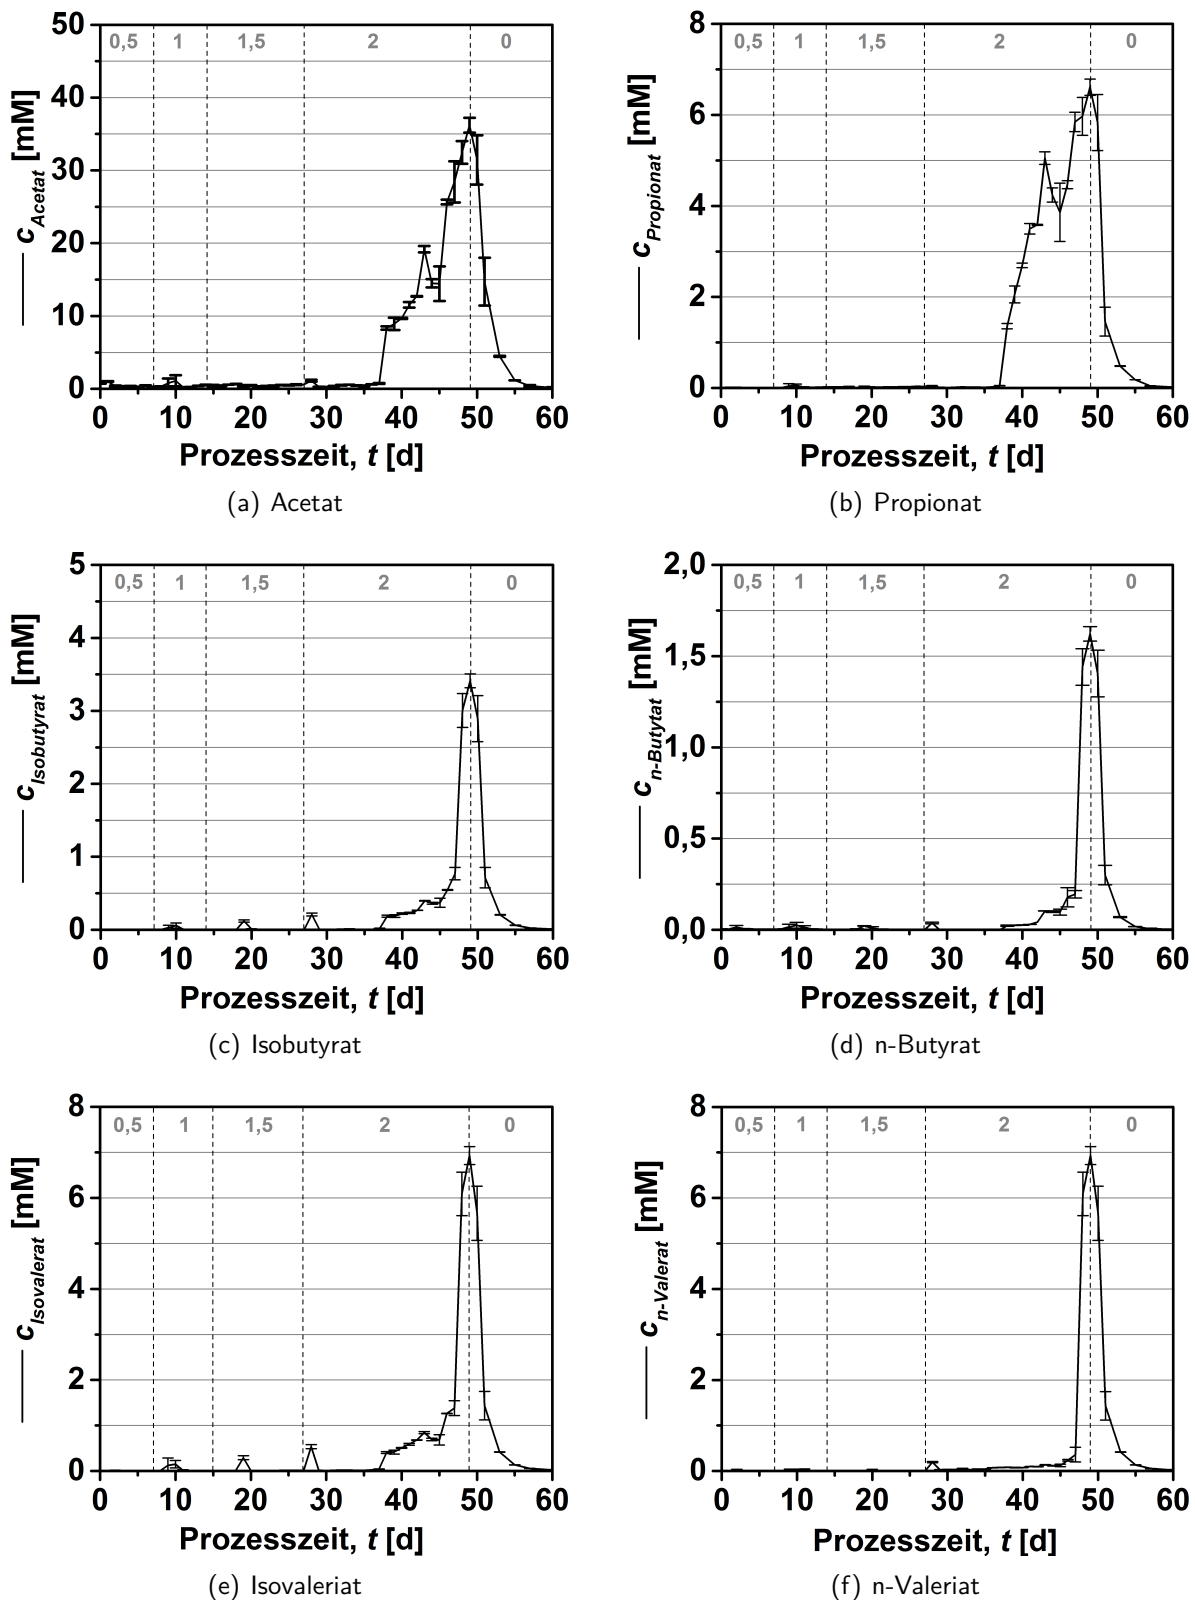 50
40
30
20
10
0
0,5 1 1,5 2 0
c_Acetat [mM]
0 10 20 30 40 50 60
Prozesszeit, t [d]
(a) Acetat
8
6
4
2
0
0,5 1 1,5 2 0
c_Propionat [mM]
0 10 20 30 40 50 60
Prozesszeit, t [d]
(b) Propionat
5
4
3
2
1
0
0,5 1 1,5 2 0
c_Isobutyrat [mM]
0 10 20 30 40 50 60
Prozesszeit, t [d]
(c) Isobutyrat
2,0
1,5
1,0
0,5
0,0
0,5 1 1,5 2 0
c_n-Butytat [mM]
0 10 20 30 40 50 60
Prozesszeit, t [d]
(d) n-Butyrat
8
6
4
2
0
0,5 1 1,5 2 0
c_Isovalerat [mM]
0 10 20 30 40 50 60
Prozesszeit, t [d]
(e) Isovaleriat
8
6
4
2
0
0,5 1 1,5 2 0
c_n-Valerat [mM]
0 10 20 30 40 50 60
Prozesszeit, t [d]
(f) n-Valeriat